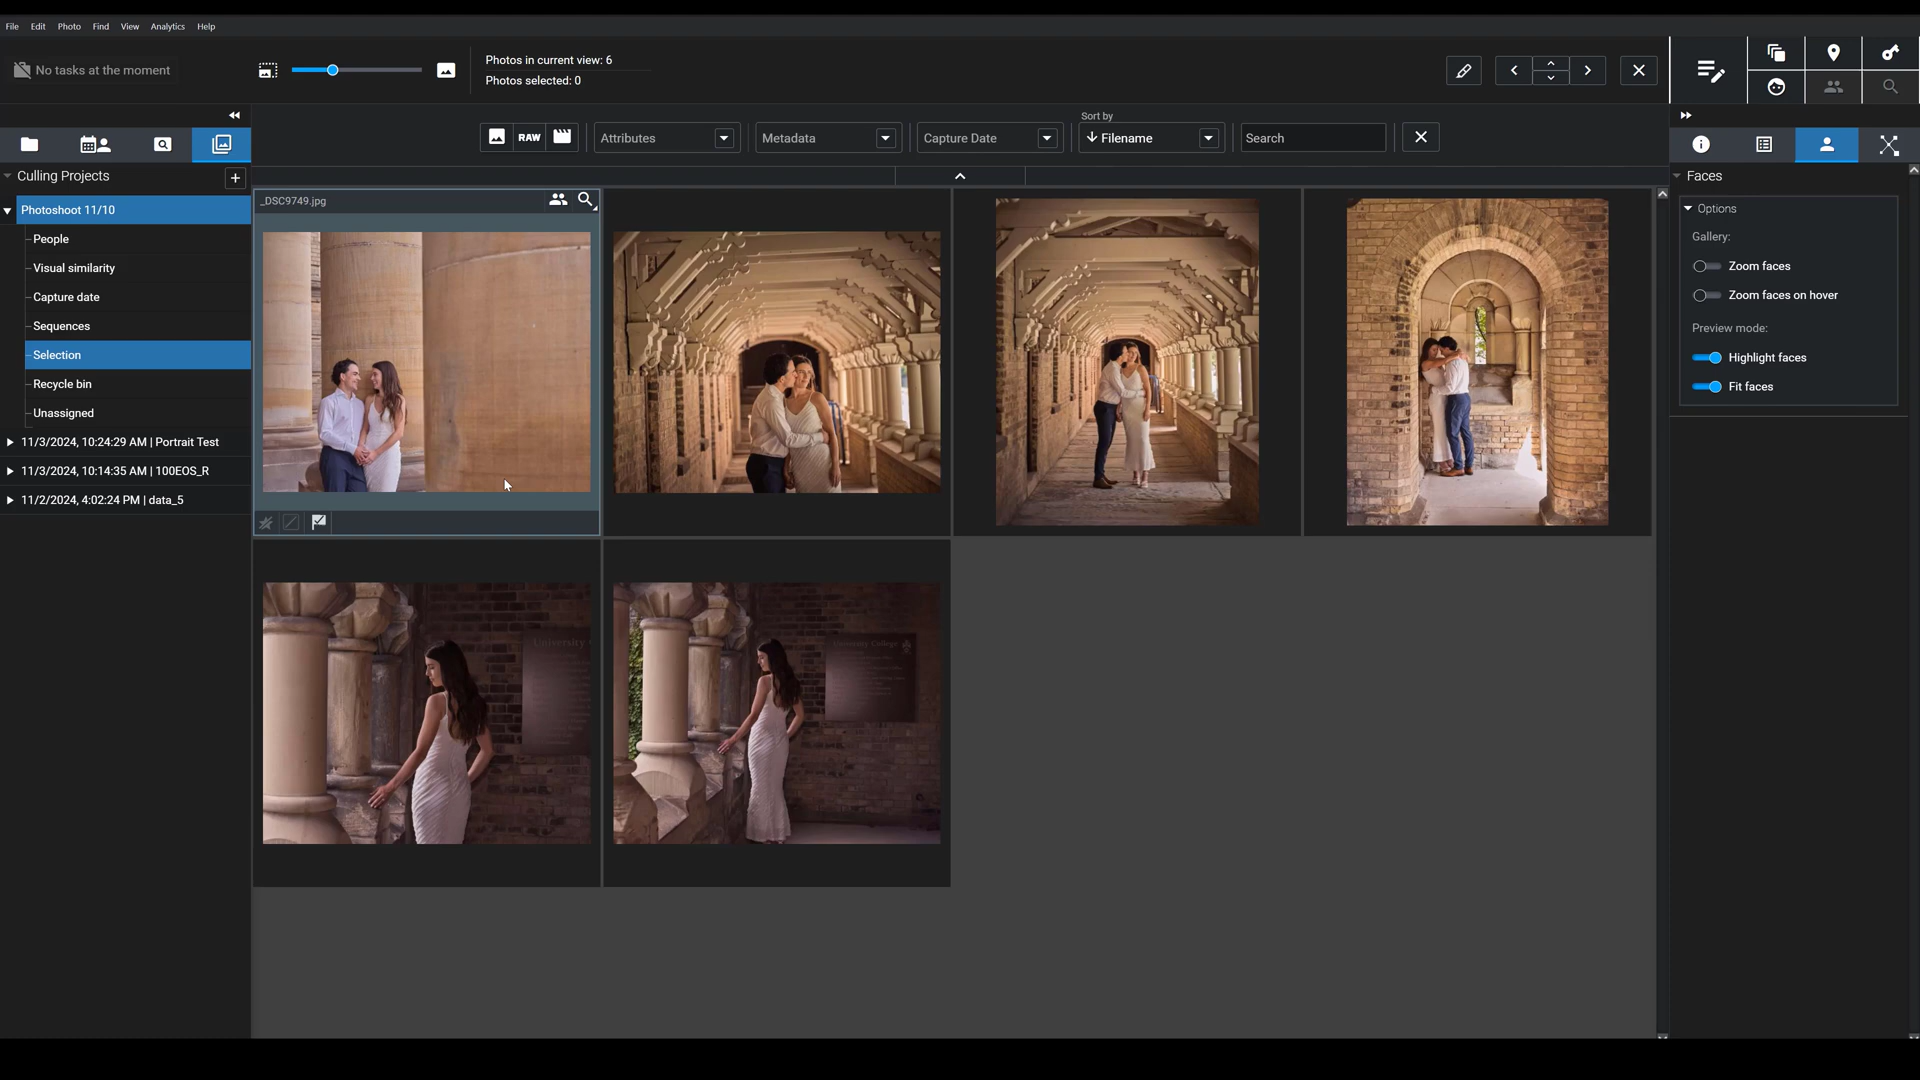 File Edit Photo Find View Analytics Help
No tasks at the moment
Photos in current view: 6
Photos selected: 0
Sort by
RAW
Attributes
Metadata
Capture Date
Filename
Search
Culling Projects
Photoshoot 11/10
People
Visual similarity
Capture date
Sequences
Selection
Recycle bin
Unassigned
11/3/2024, 10:24:29 AM | Portrait Test
11/3/2024, 10:14:35 AM | 100EOS_R
11/2/2024, 4:02:24 PM | data_5
_DSC9749.jpg
University
University College
Faces
Options
Gallery:
Zoom faces
Zoom faces on hover
Preview mode:
Highlight faces
Fit faces